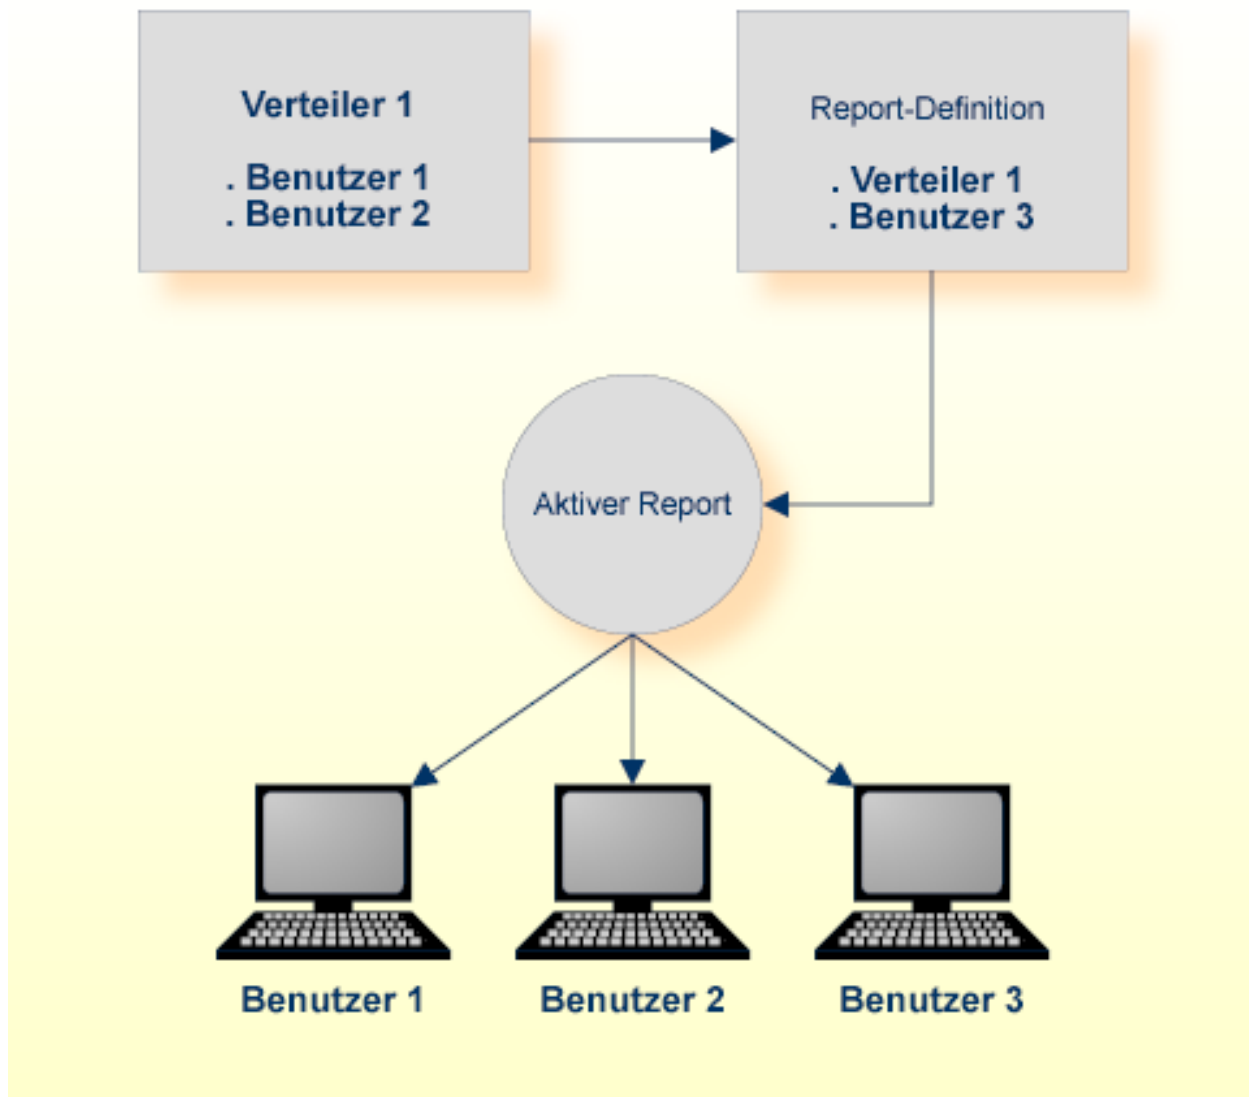 Verteiler 1
. Benutzer 1
. Benutzer 2
Report-Definition
. Verteiler 1
. Benutzer 3
Aktiver Report
Benutzer 1
Benutzer 2
Benutzer 3